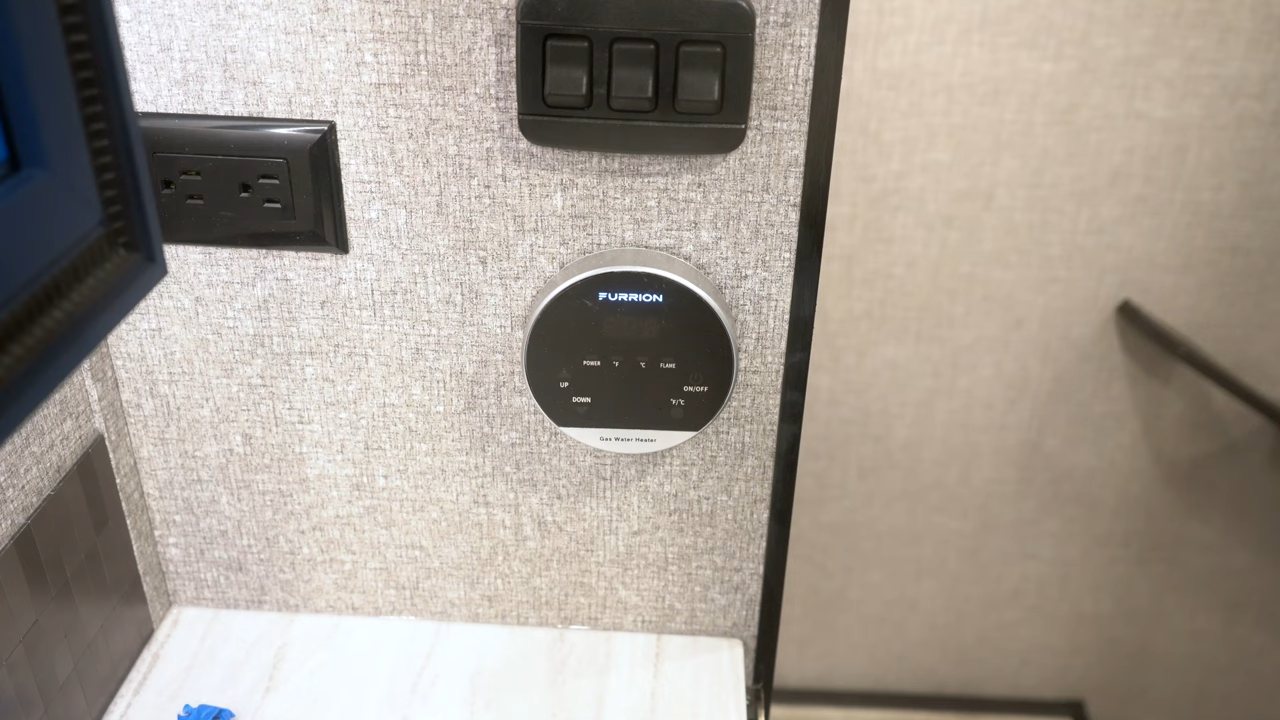 FURRION
POWER °F °C FLAME
UP ON/OFF
DOWN °F/°C
Gas Water Heater